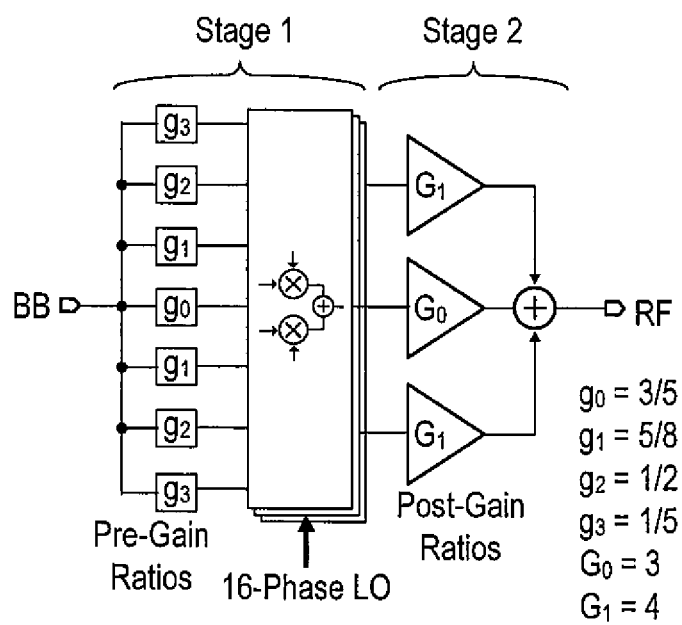 Stage 1
Stage 2
g3
g2
g1
g0
g1
g2
g3
BB
G1
G0
G1
RF
Pre-Gain
Ratios
16-Phase LO
Post-Gain
Ratios
g0 = 3/5
g1 = 5/8
g2 = 1/2
g3 = 1/5
G0 = 3
G1 = 4